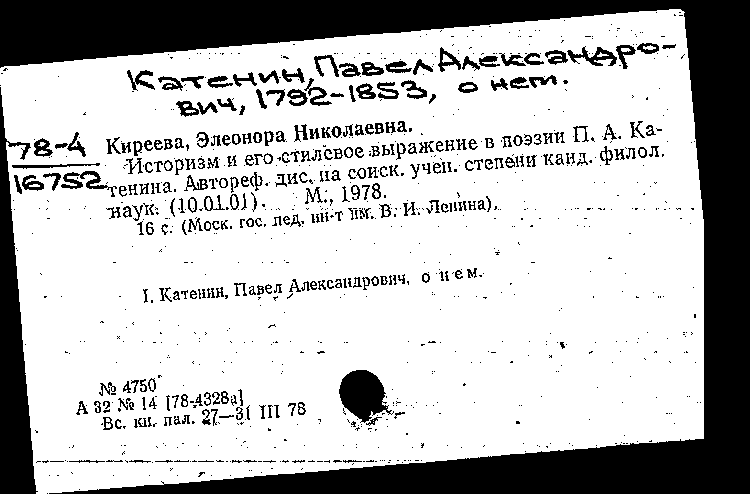 Катенин, Павел Александро-
вич, 1792-1853, о нем.
78-4
16752
Киреева, Элеонора Николаевна.
Историзм и его стилевое выражение в поэзии П. А. Ка-
тенина. Автореф. дис. на соиск. учен. степени канд. филол.
наук. (10.01.01). М., 1978.
16 с. (Моск. гос. пед. ин-т им. В. И. Ленина).
I. Катенин, Павел Александрович, о нем.
№ 4750
А 32 № 14 [78-4328а]
Вс. кн. пал. 27—31 III 78